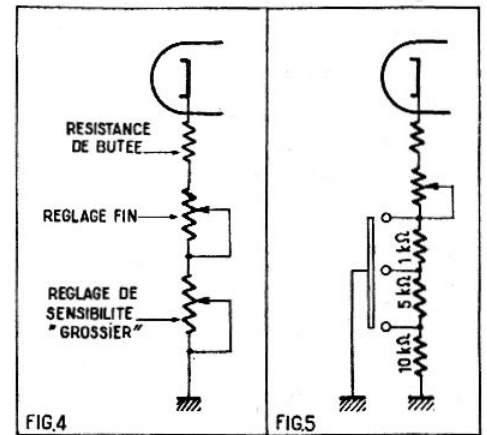 RESISTANCE
DE BUTEE
REGLAGE FIN
REGLAGE DE
SENSIBILITE
"GROSSIER"
FIG.4
1 kΩ
5 kΩ
10 kΩ
FIG.5